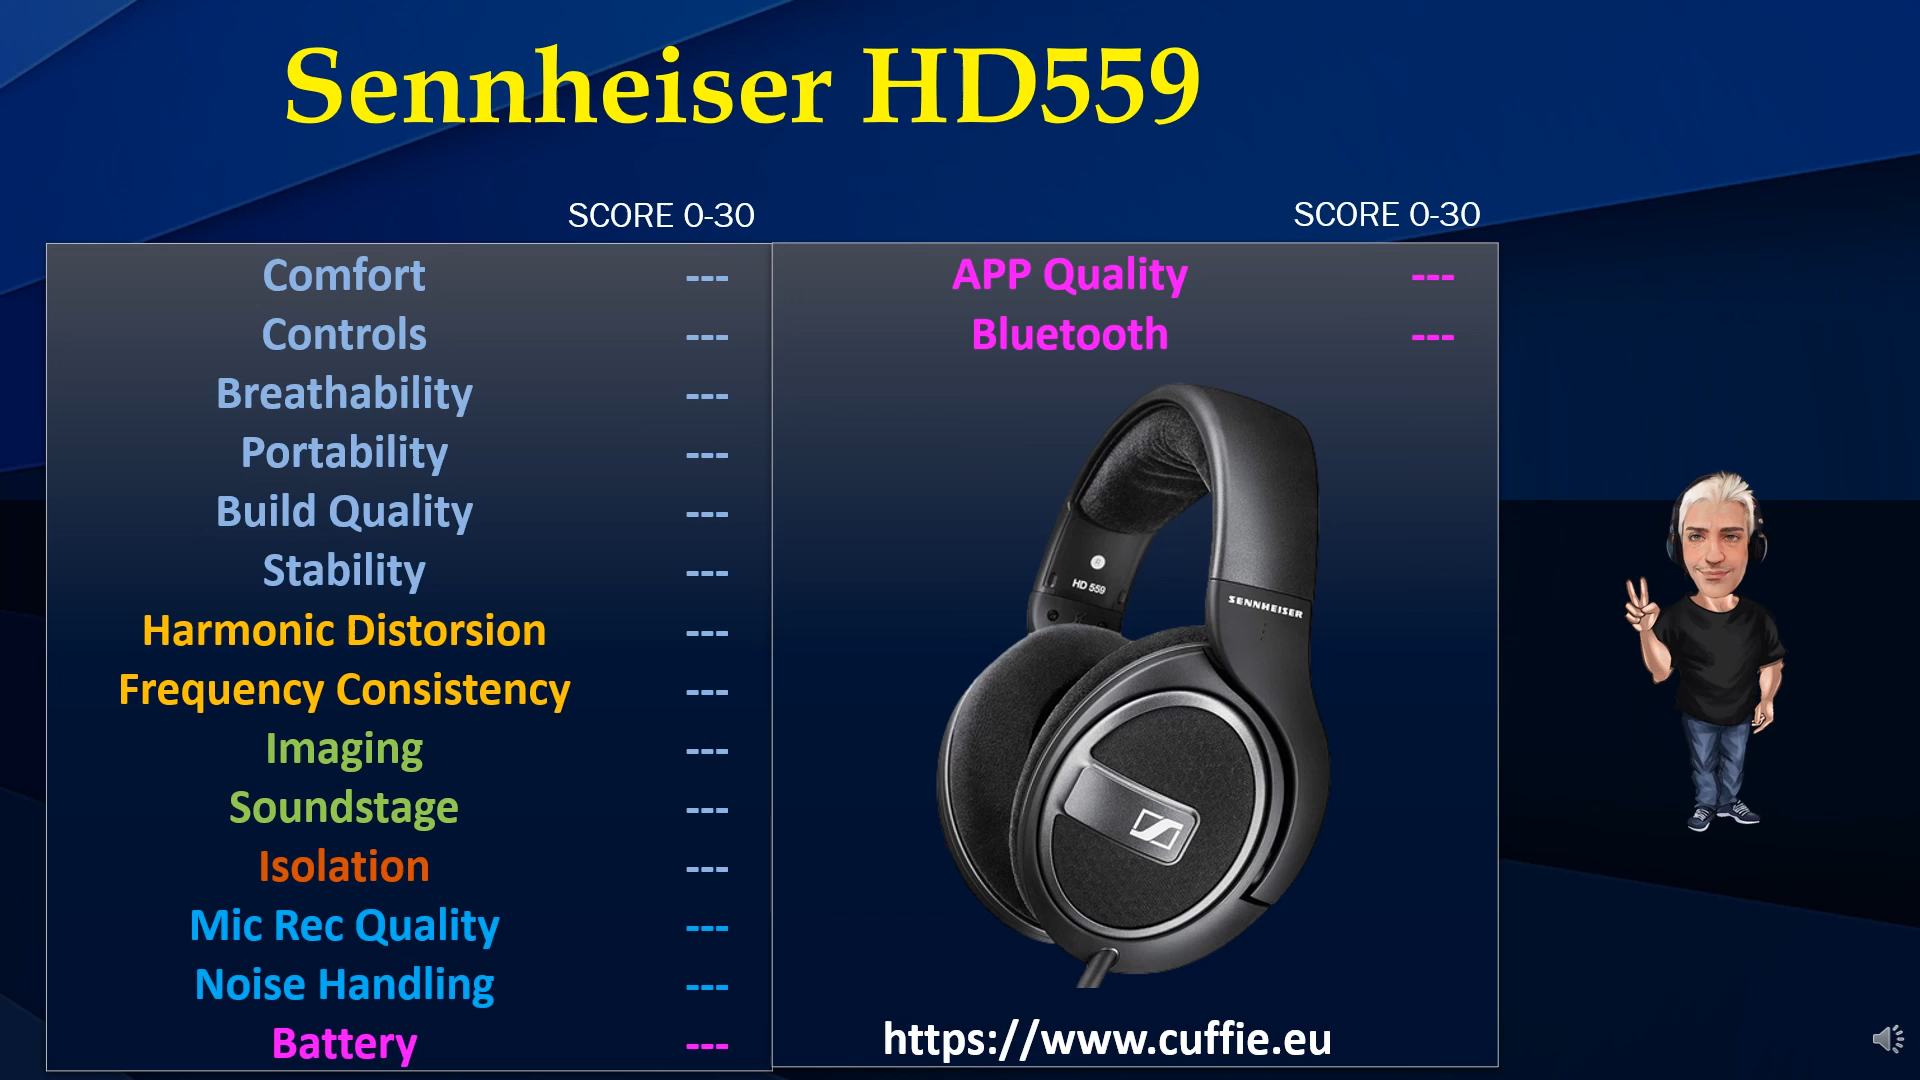 Sennheiser HD559
SCORE 0-30
SCORE 0-30
Comfort ---
Controls ---
Breathability ---
Portability ---
Build Quality ---
Stability ---
Harmonic Distorsion ---
Frequency Consistency ---
Imaging ---
Soundstage ---
Isolation ---
Mic Rec Quality ---
Noise Handling ---
Battery ---
APP Quality ---
Bluetooth ---
R
HD 559
SENNHEISER
https://www.cuffie.eu